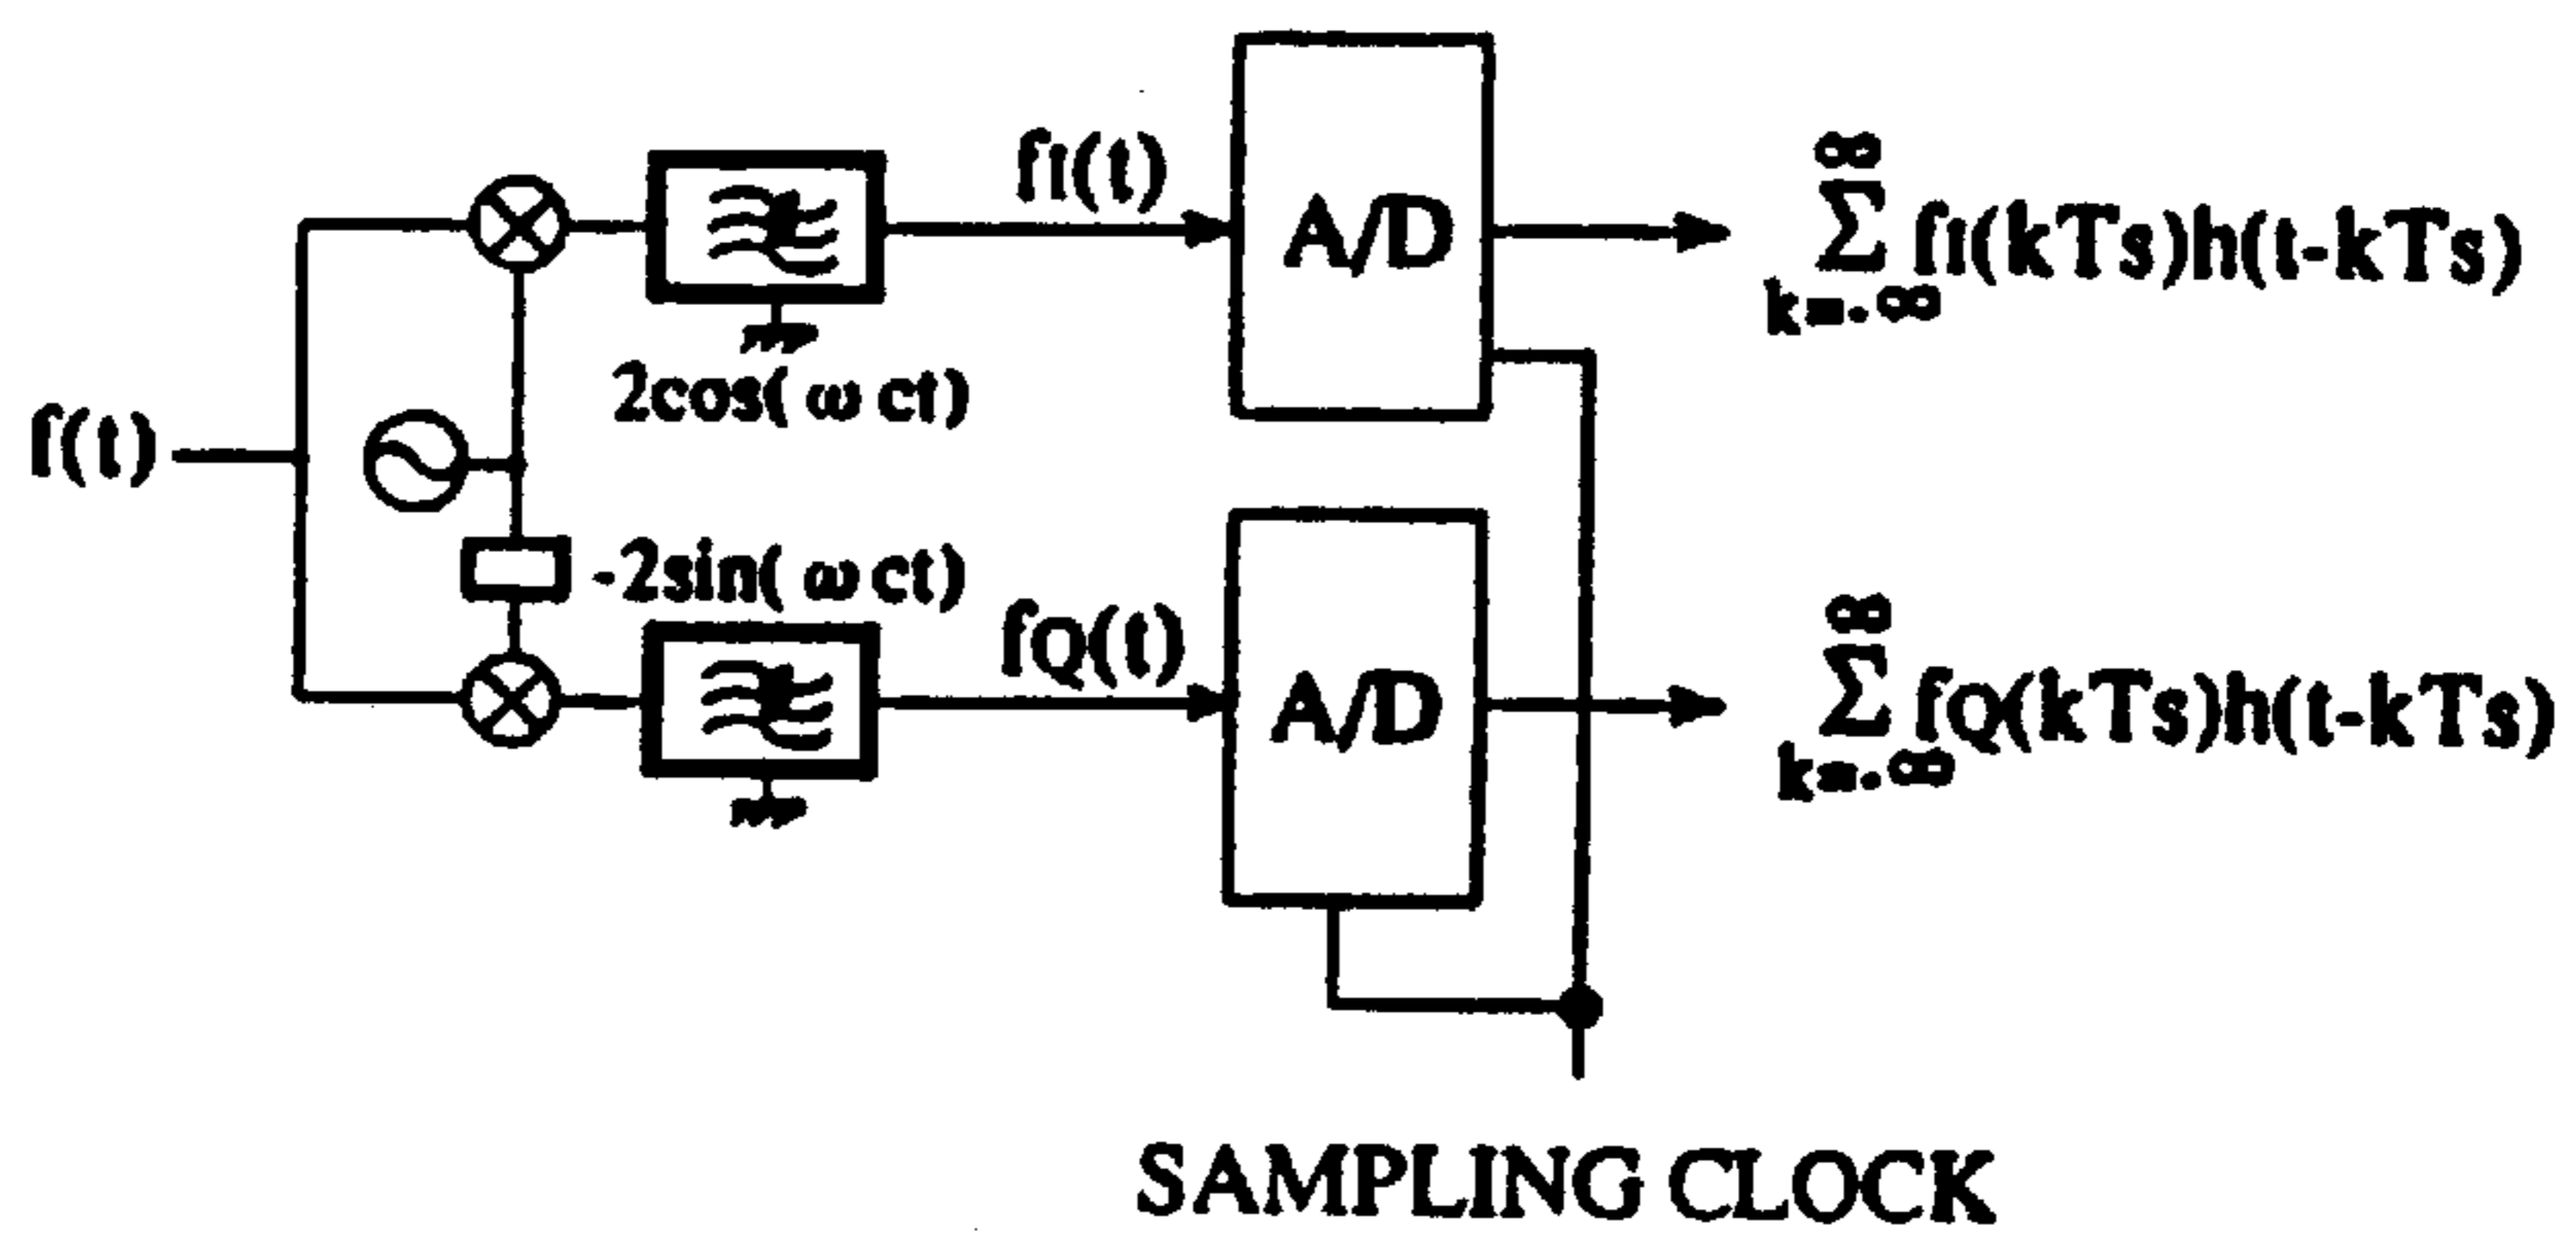 f(t)
2cos( ωct)
-2sin( ωct)
fI(t)
fQ(t)
A/D
A/D
∞
Σ fI(kTs)h(t-kTs)
k=-∞
∞
Σ fQ(kTs)h(t-kTs)
k=-∞
SAMPLING CLOCK